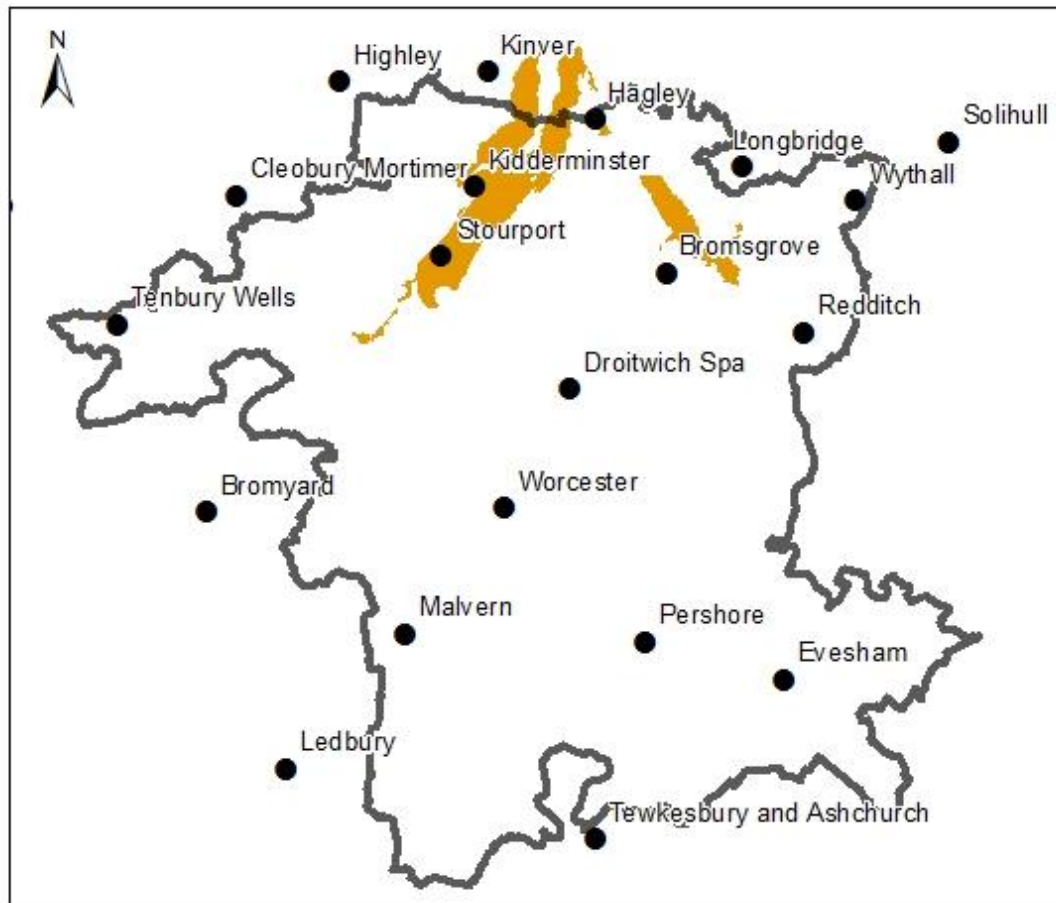 N
Kinver
Highley
Hagley
Solihull
Longbridge
Kidderminster
Cleobury Mortimer
Wythall
Stourport
Bromsgrove
Tenbury Wells
Redditch
Droitwich Spa
Worcester
Bromyard
Malvern
Pershore
Evesham
Ledbury
Tewkesbury and Ashchurch